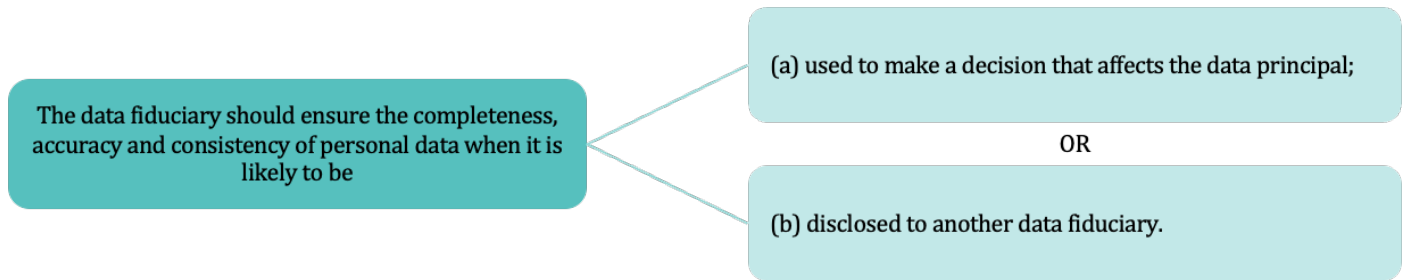 The data fiduciary should ensure the completeness,
accuracy and consistency of personal data when it is
likely to be
(a) used to make a decision that affects the data principal;
OR
(b) disclosed to another data fiduciary.